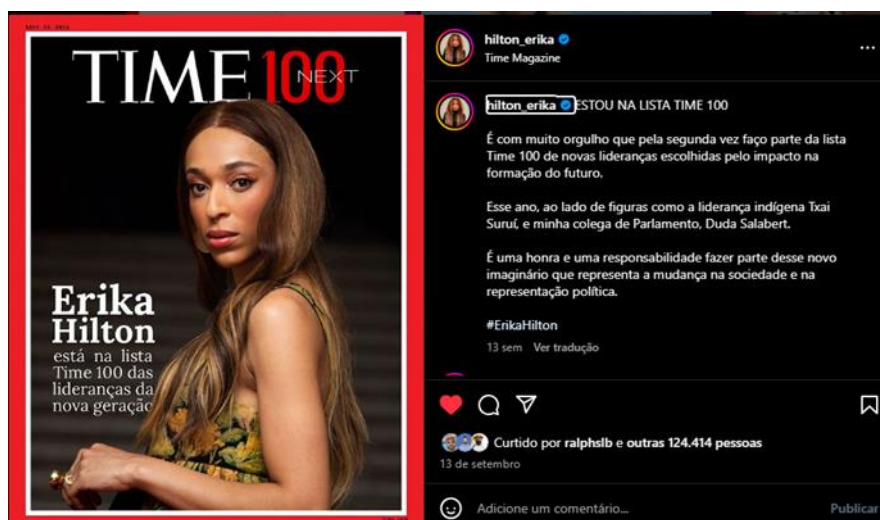 TIME 100
NEXT
Erika
Hilton
está na lista
Time 100 das
lideranças da
nova geração
hilton_erika
Time Magazine
hilton_erika ESTOU NA LISTA TIME 100
É com muito orgulho que pela segunda vez faço parte da lista
Time 100 de novas lideranças escolhidas pelo impacto na
formação do futuro.
Esse ano, ao lado de figuras como a liderança indígena Txai
Suruí, e minha colega de Parlamento, Duda Salabert.
É uma honra e uma responsabilidade fazer parte desse novo
imaginário que representa a mudança na sociedade e na
representação política.
#ErikaHilton
13 sem Ver tradução
Curtido por ralphslb e outras 124.414 pessoas
13 de setembro
Adicione um comentário... Publicar